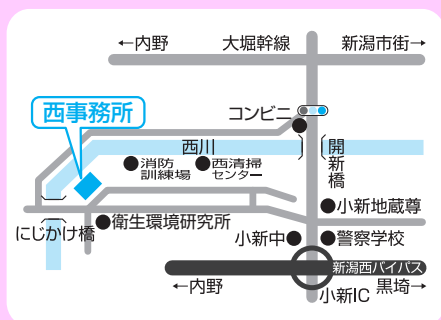 ←内野
大堀幹線
新潟市街→
コンビニ
西事務所
西川
開新橋
消防
訓練場
西清掃
センター
小新地蔵尊
衛生環境研究所
にじかけ橋
小新中
警察学校
新潟西バイパス
←内野
黒埼→
小新IC